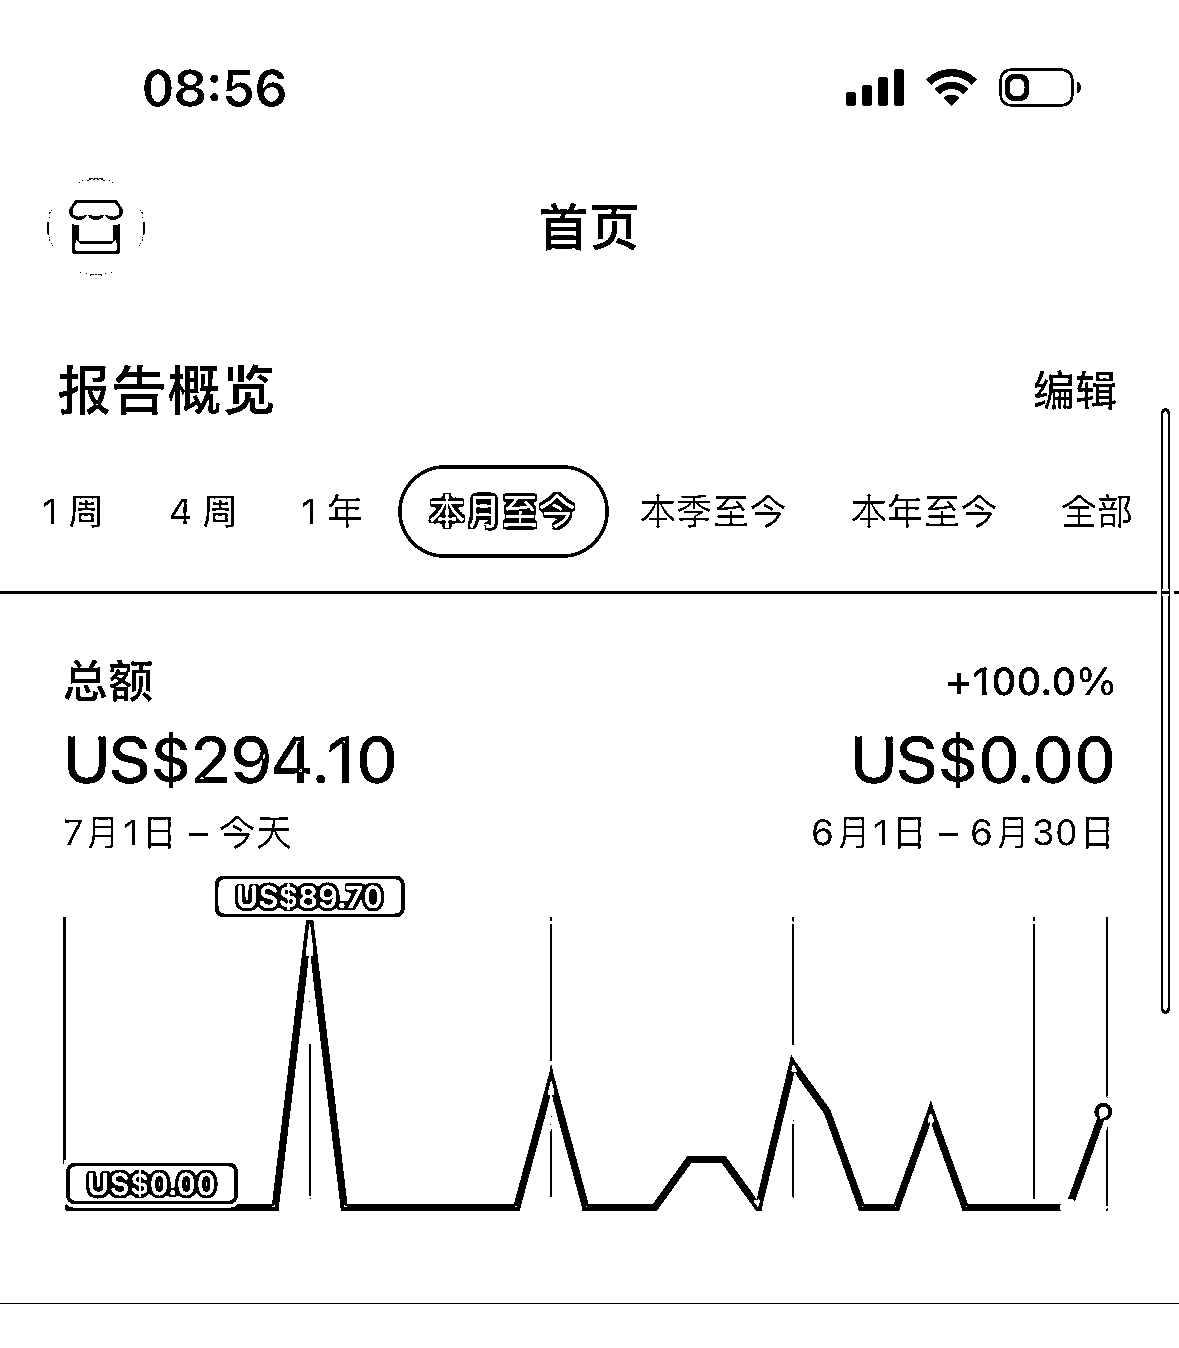 08:56
首页
报告概览 编辑
1 周 4 周 1 年 本月至今 本季至今 本年至今 全部
总额 +100.0%
US$294.10 US$0.00
7月1日 – 今天 6月1日 – 6月30日
US$89.70
US$0.00